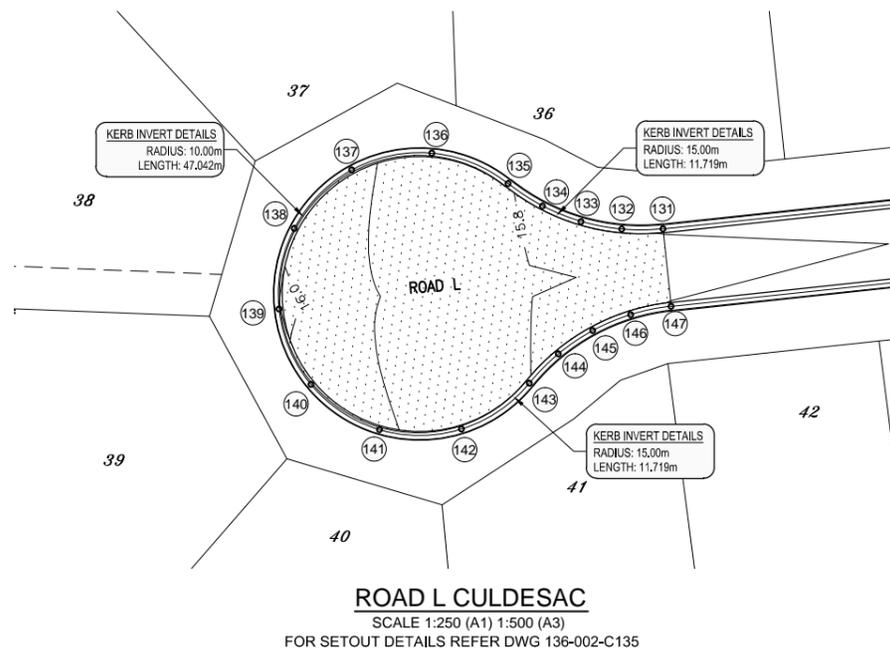 37
36
136
KERB INVERT DETAILS
RADIUS: 10.00m
LENGTH: 47.042m
KERB INVERT DETAILS
RADIUS: 15.00m
LENGTH: 11.719m
137
135
134
133
132
131
38
138
15.8
ROAD L
16.0
139
147
146
145
144
140
143
141
142
KERB INVERT DETAILS
RADIUS: 15.00m
LENGTH: 11.719m
42
39
41
40
ROAD L CULDESAC
SCALE 1:250 (A1) 1:500 (A3)
FOR SETOUT DETAILS REFER DWG 136-002-C135